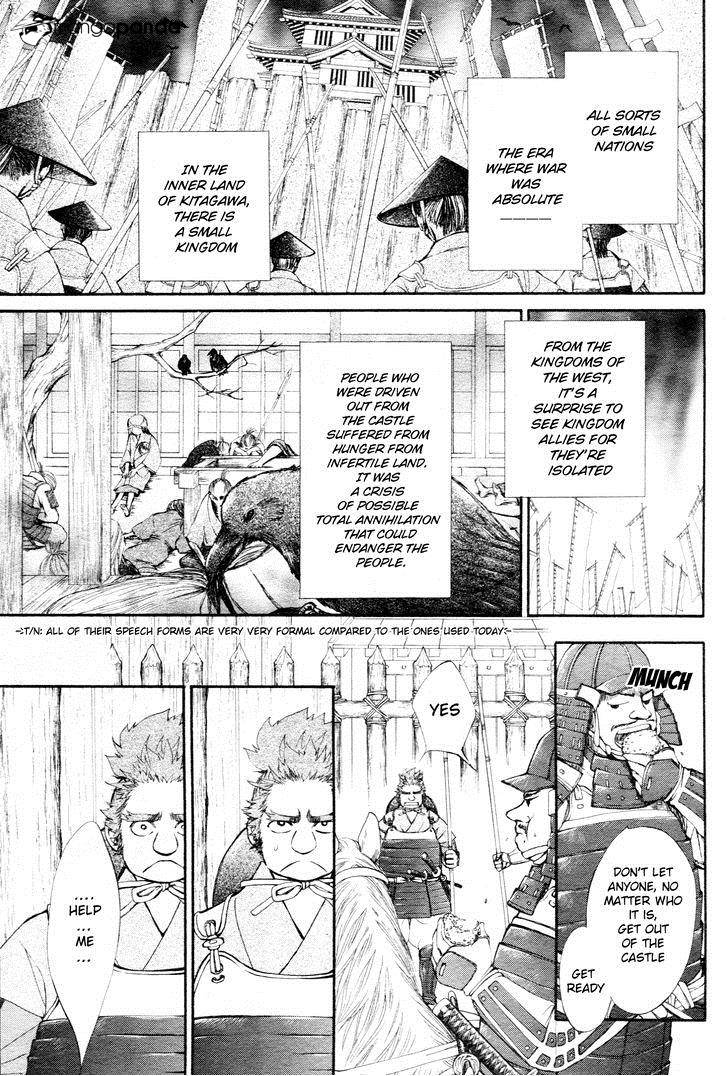 mangapanda
ALL SORTS
OF SMALL
NATIONS
THE ERA
WHERE WAR
WAS
ABSOLUTE
————
IN THE
INNER LAND
OF KITAGAWA,
THERE IS
A SMALL
KINGDOM
FROM THE
KINGDOMS OF
THE WEST,
IT'S A
SURPRISE TO
SEE KINGDOM
ALLIES FOR
THEY'RE
ISOLATED
PEOPLE WHO
WERE DRIVEN
OUT FROM
THE CASTLE
SUFFERED FROM
HUNGER FROM
INFERTILE LAND.
IT WAS
A CRISIS
OF POSSIBLE
TOTAL ANNIHILATION
THAT COULD
ENDANGER THE
PEOPLE.
-:T/N: ALL OF THEIR SPEECH FORMS ARE VERY VERY FORMAL COMPARED TO THE ONES USED TODAY:-
MUNCH
DON'T LET
ANYONE, NO
MATTER WHO
IT IS,
GET OUT
OF THE
CASTLE
GET
READY
YES
....
HELP
...
ME
...